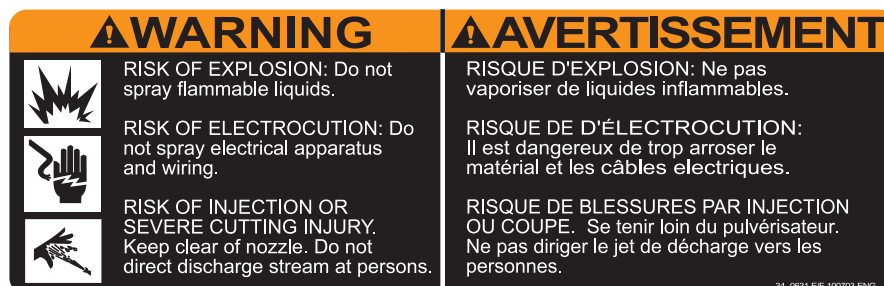 WARNING
RISK OF EXPLOSION: Do not
spray flammable liquids.
RISK OF ELECTROCUTION: Do
not spray electrical apparatus
and wiring.
RISK OF INJECTION OR
SEVERE CUTTING INJURY.
Keep clear of nozzle. Do not
direct discharge stream at persons.
AVERTISSEMENT
RISQUE D'EXPLOSION: Ne pas
vaporiser de liquides inflammables.
RISQUE DE D'ÉLECTROCUTION:
Il est dangereux de trop arroser le
matérial et les câbles electriques.
RISQUE DE BLESSURES PAR INJECTION
OU COUPE. Se tenir loin du pulvérisateur.
Ne pas diriger le jet de décharge vers les
personnes.
34_0631 E/F 100703 ENG